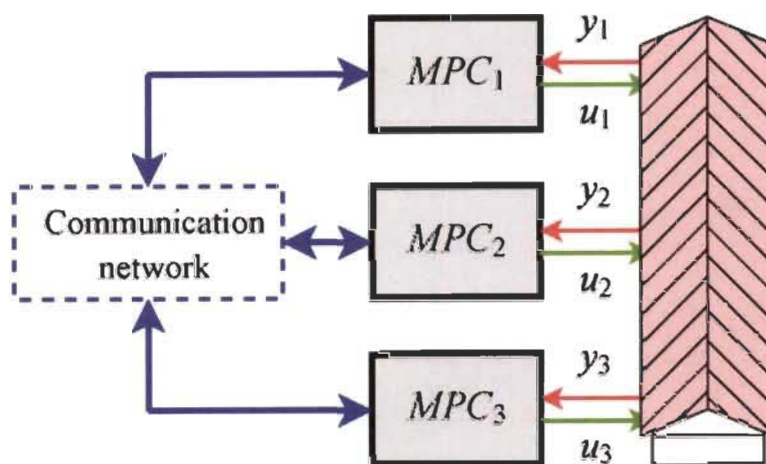 y1
MPC1
u1
Communication
network
y2
MPC2
u2
y3
MPC3
u3